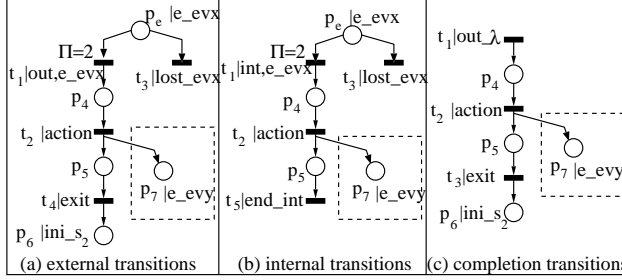 p_e |e_evx
Π=2
t_1|out,e_evx
t_3|lost_evx
p_4
t_2 |action
p_5
p_7 |e_evy
t_4|exit
p_6 |ini_s_2
(a) external transitions
p_e |e_evx
Π=2
t_1|int,e_evx
t_3|lost_evx
p_4
t_2 |action
p_5
p_7 |e_evy
t_5|end_int
(b) internal transitions
t_1|out_λ
p_4
t_2 |action
p_5
p_7 |e_evy
t_3|exit
p_6 |ini_s_2
(c) completion transitions